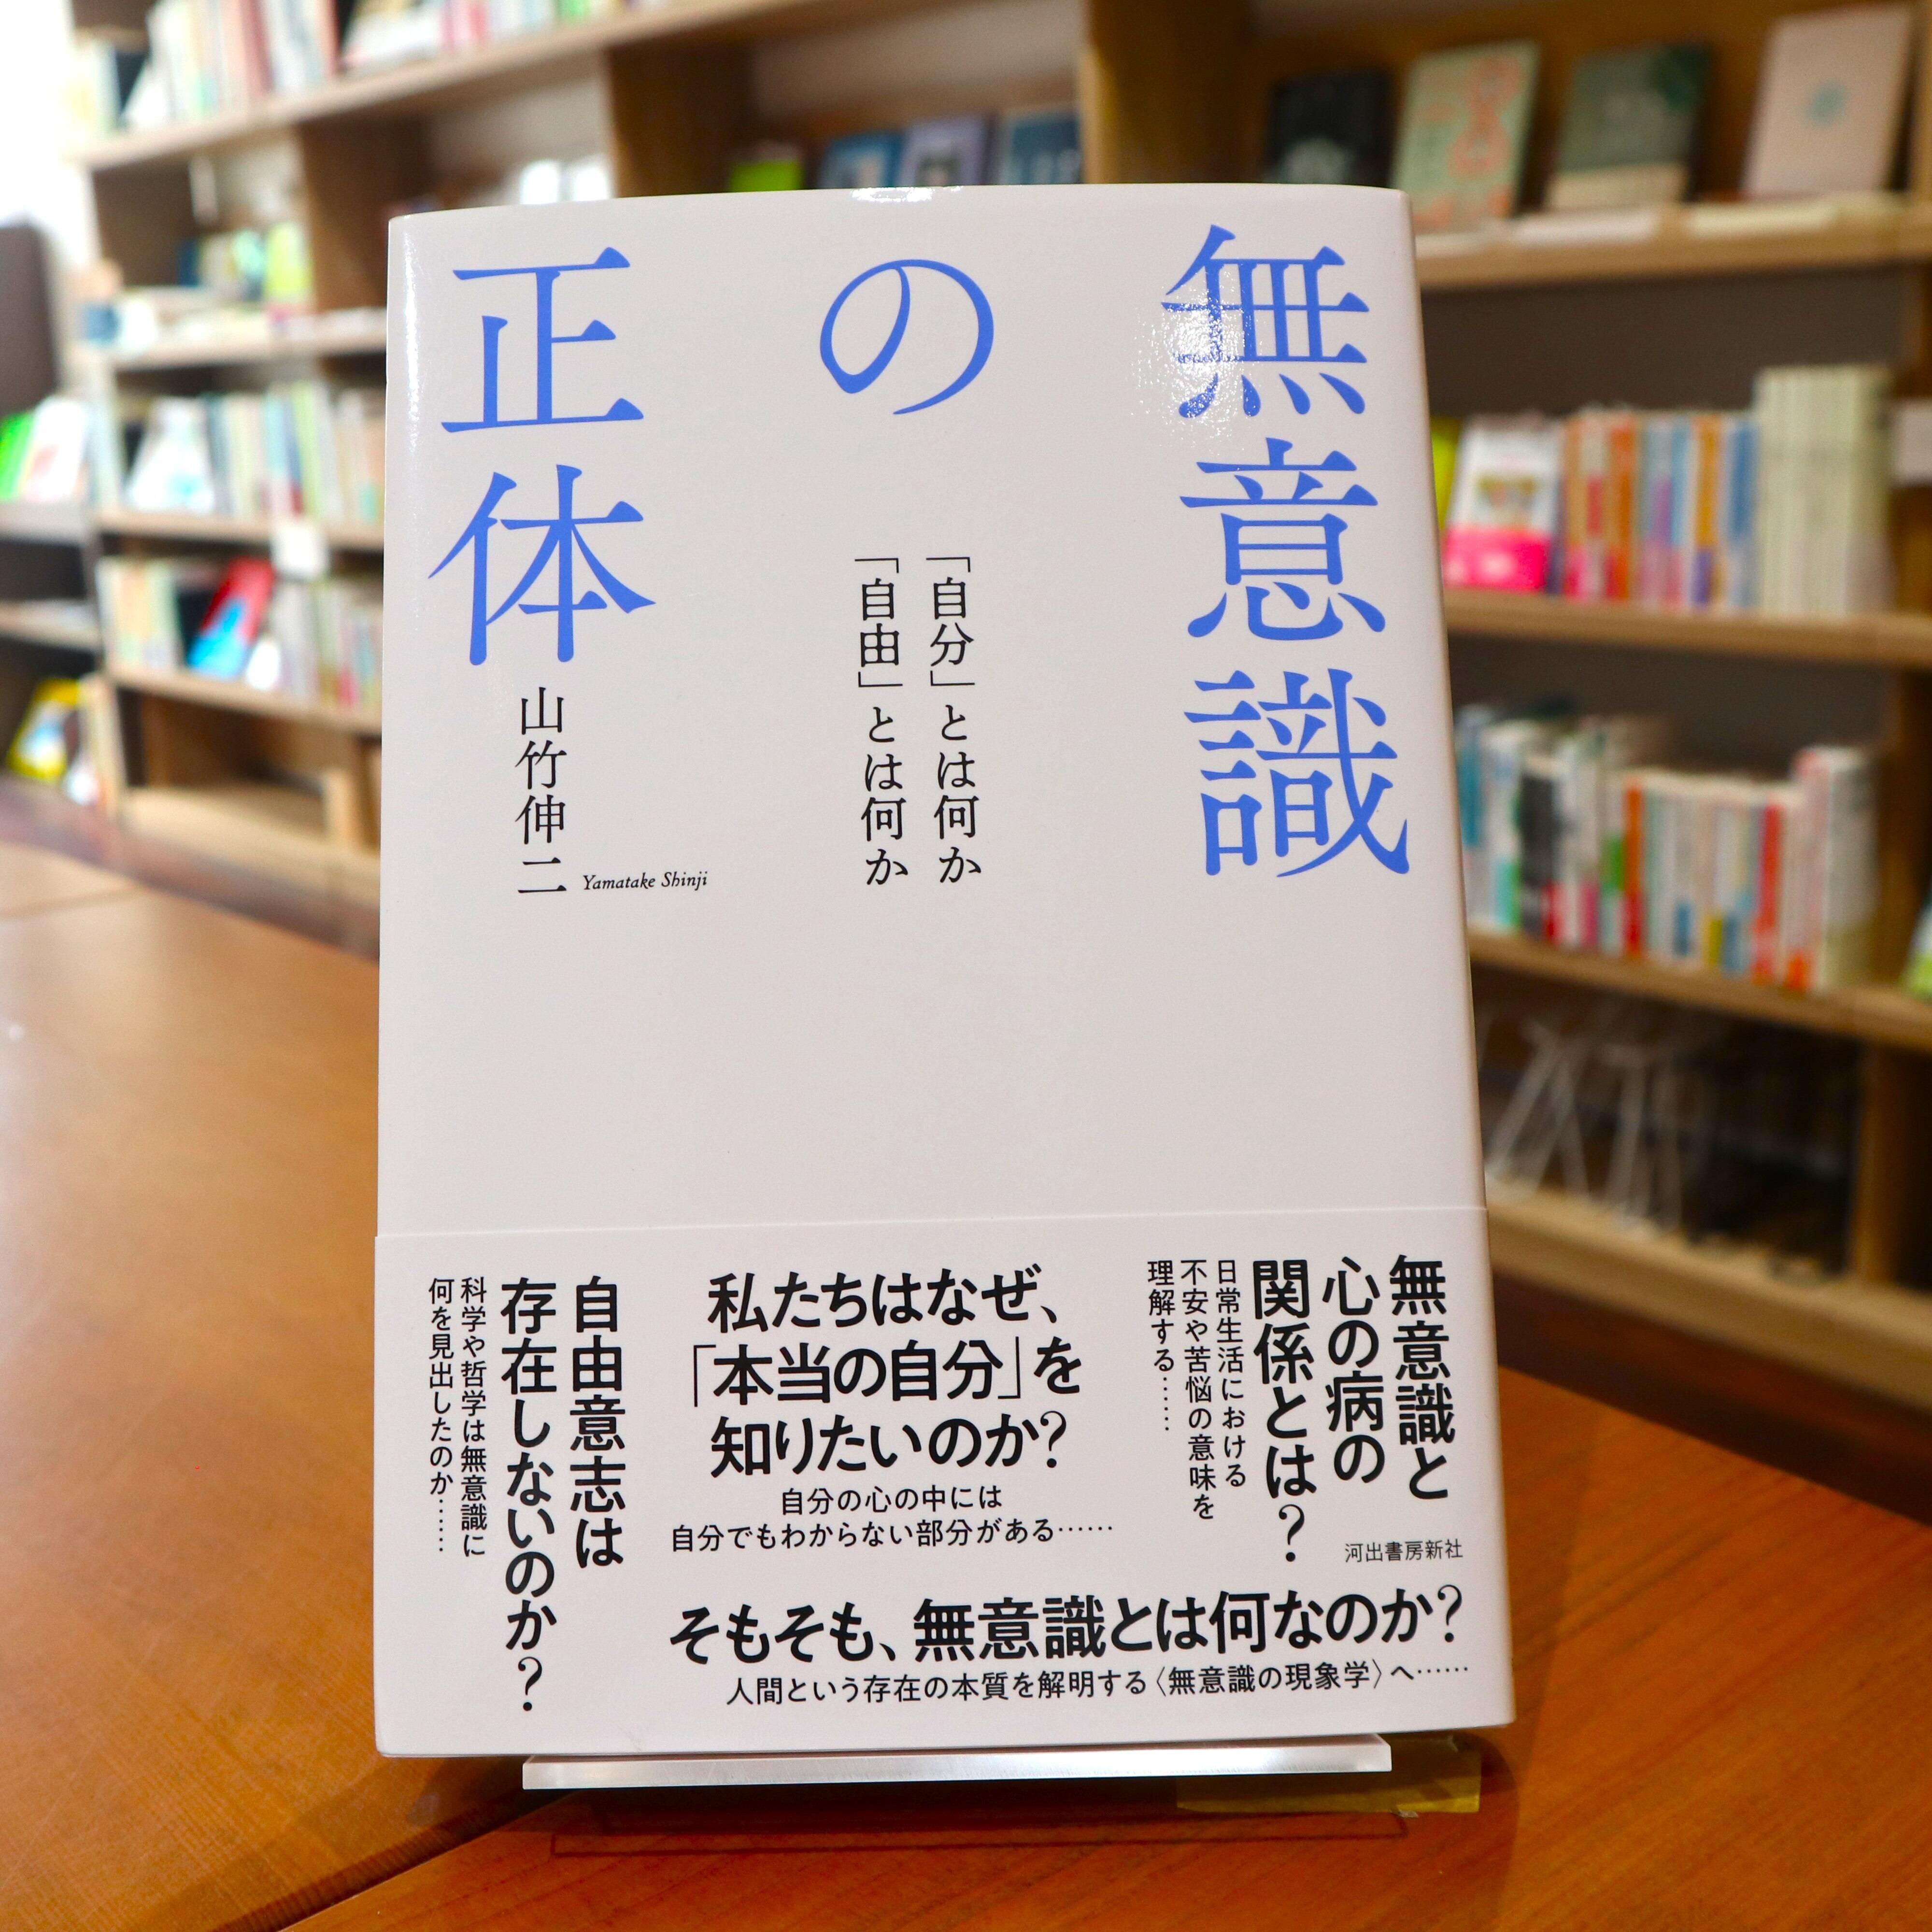 無意識
の
正体
「自分」とは何か
「自由」とは何か
山竹伸二
Yamatake Shinji
無意識と
心の病の
関係とは?
日常生活における
不安や苦悩の意味を
理解する……
河出書房新社
私たちはなぜ、
「本当の自分」を
知りたいのか?
自分の心の中には
自分でもわからない部分がある……
自由意志は
存在しないのか?
科学や哲学は無意識に
何を見出したのか……
そもそも、無意識とは何なのか?
人間という存在の本質を解明する〈無意識の現象学〉へ……